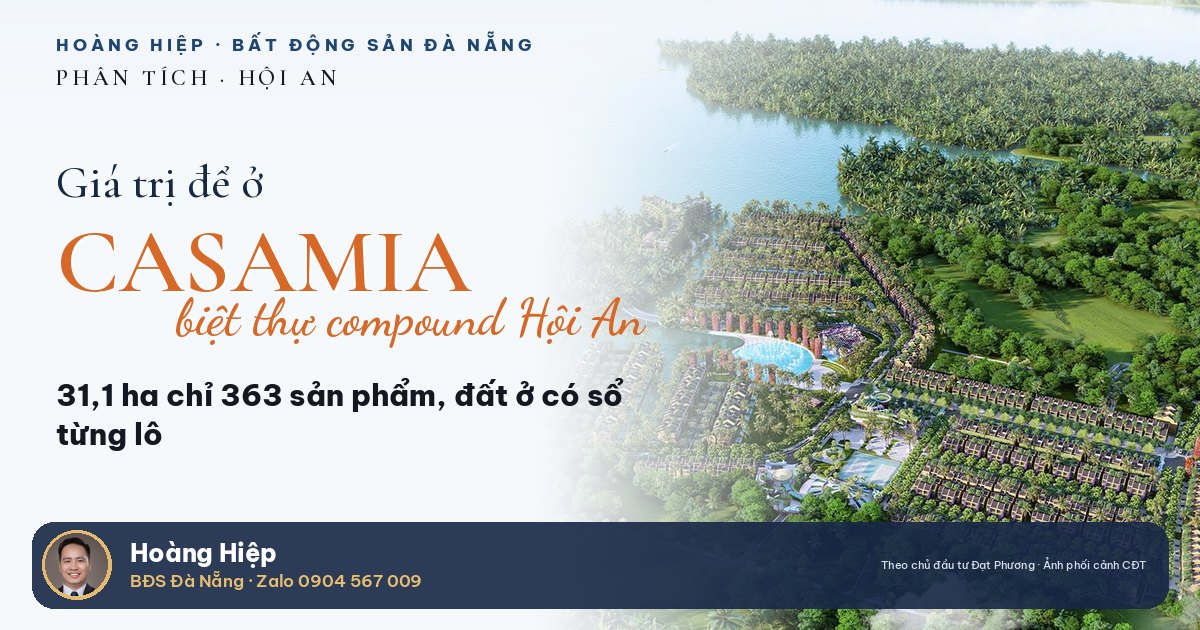 HOÀNG HIỆP · BẤT ĐỘNG SẢN ĐÀ NẴNG
PHÂN TÍCH · HỘI AN
Giá trị để ở
CASAMIA
biệt thự compound Hội An
31,1 ha chỉ 363 sản phẩm, đất ở có sổ
từng lô
Hoàng Hiệp
BĐS Đà Nẵng · Zalo 0904 567 009
Theo chủ đầu tư Đạt Phương · Ảnh phối cảnh CĐT